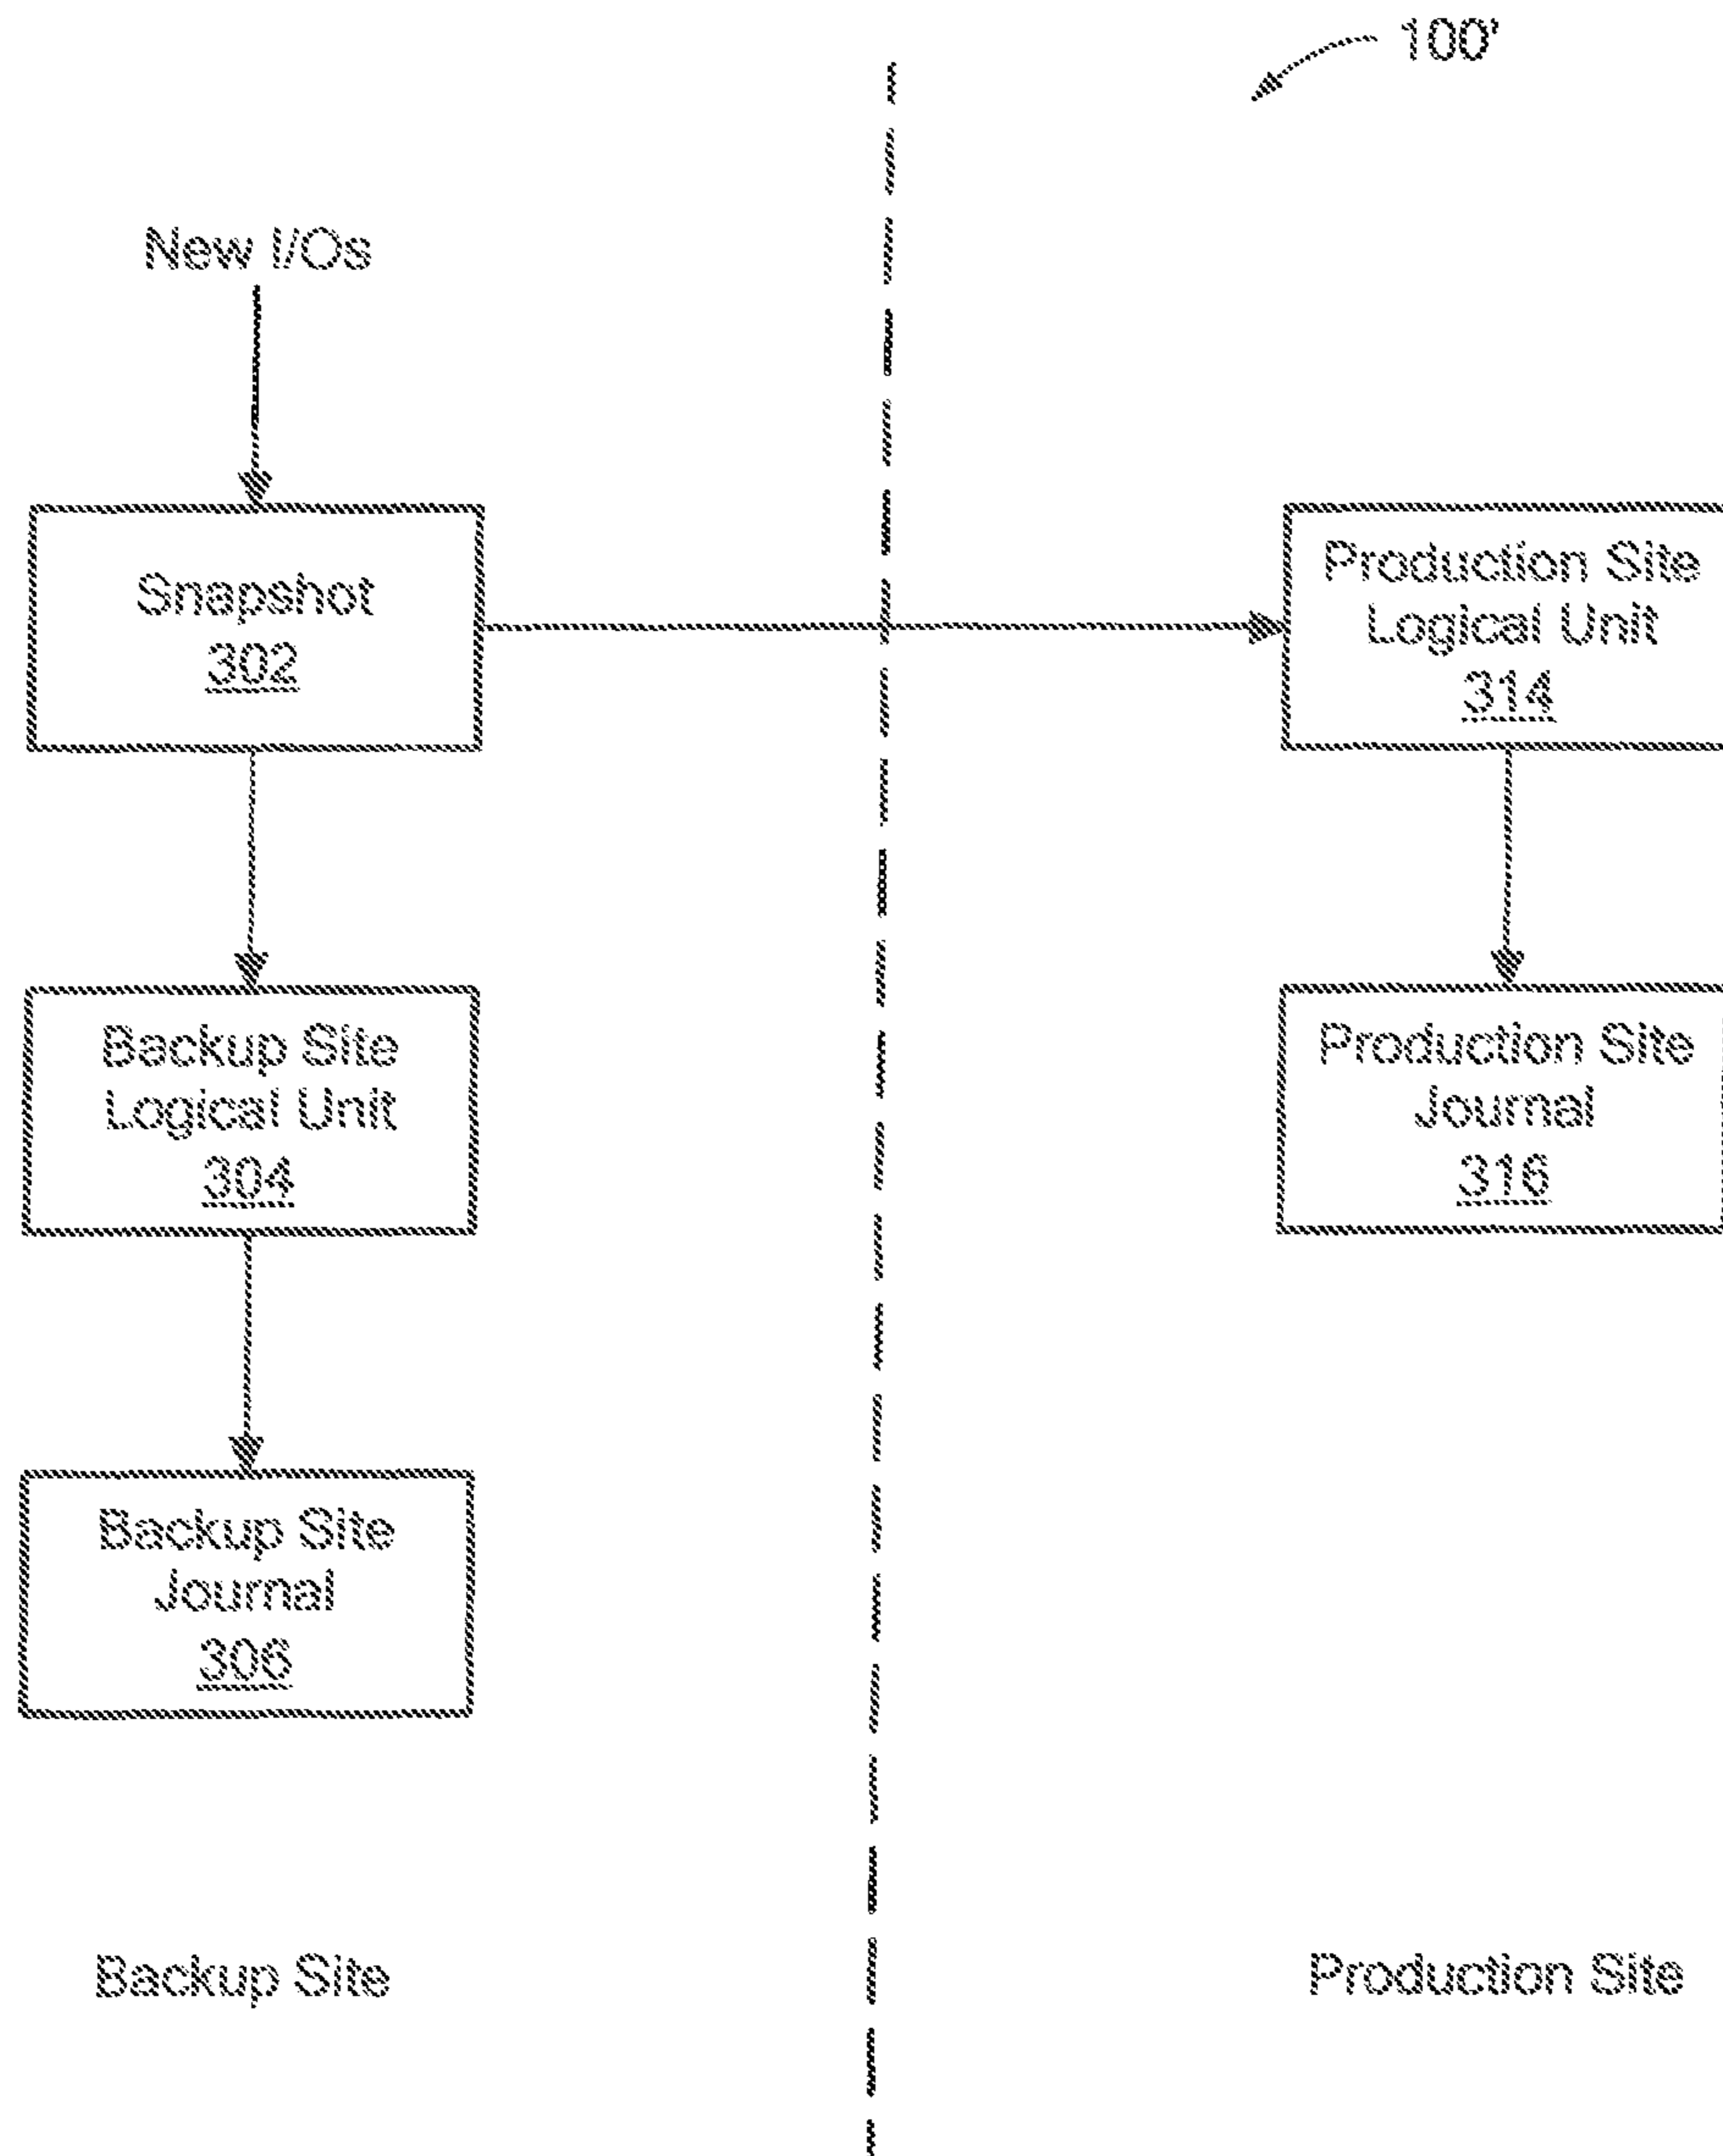 100'
New I/Os
Snapshot
302
Production Site
Logical Unit
314
Backup Site
Logical Unit
304
Production Site
Journal
316
Backup Site
Journal
306
Backup Site
Production Site